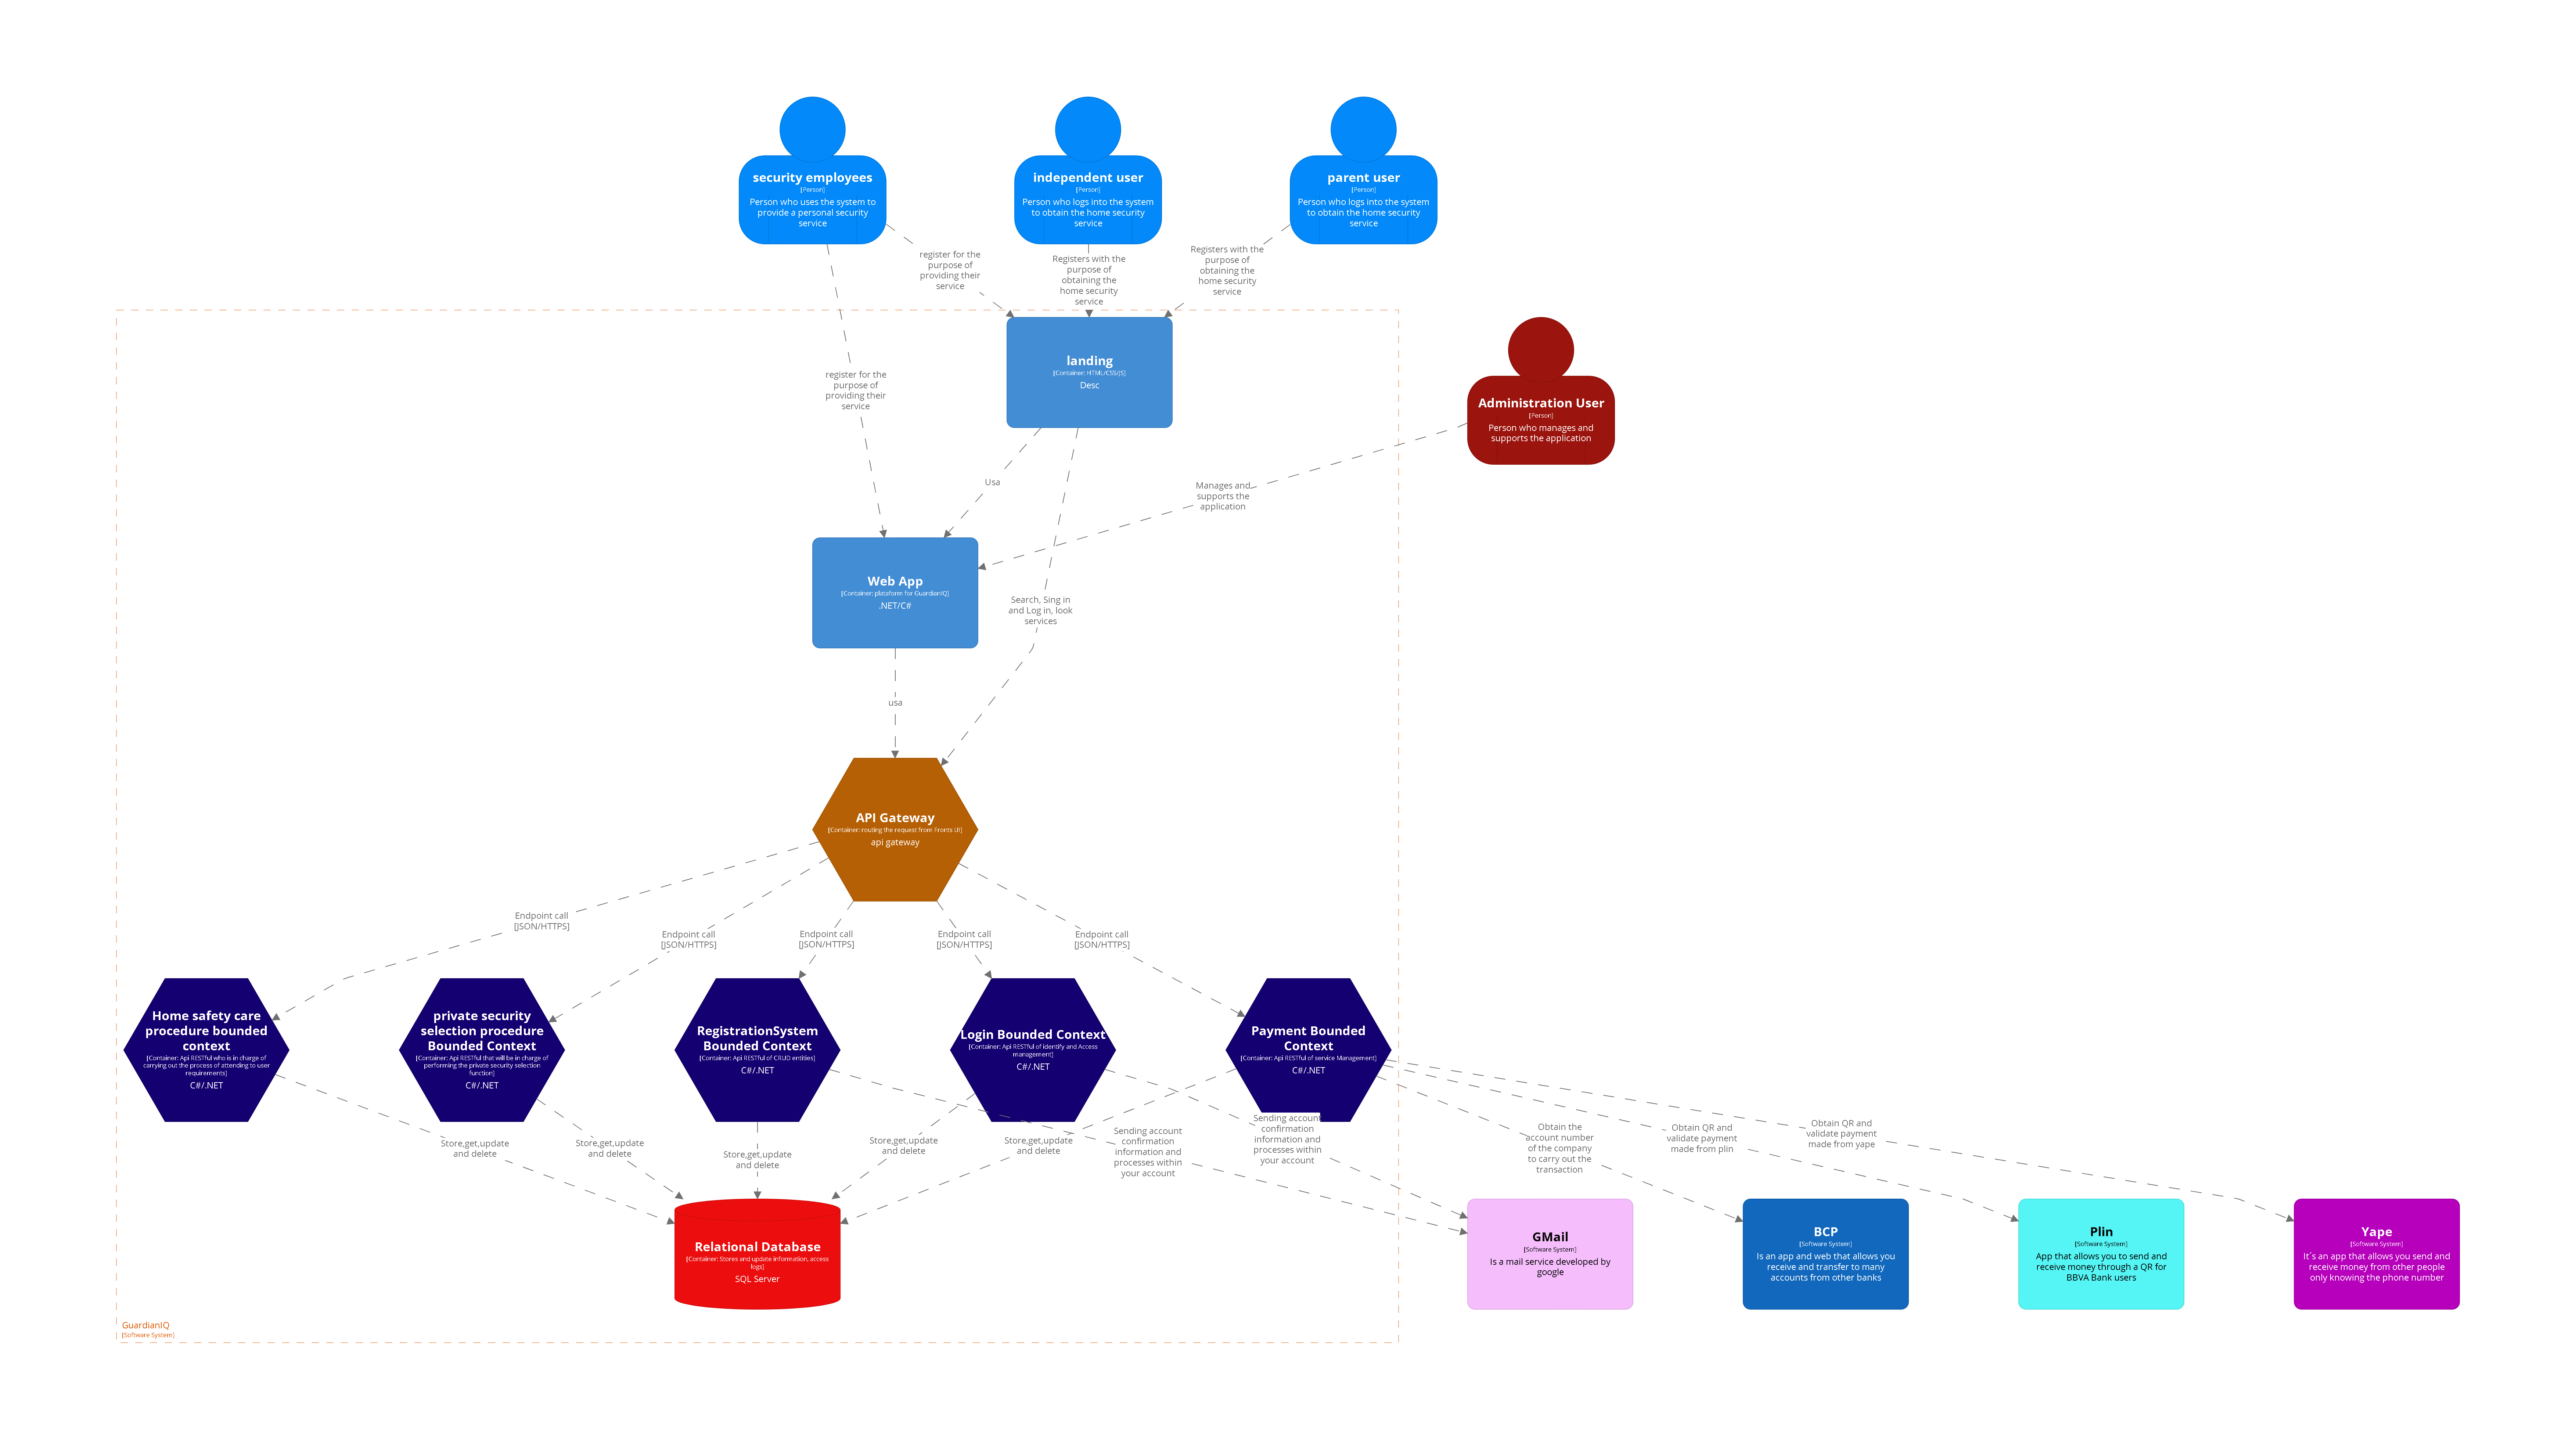 security employees
[Person]
Person who uses the system to
provide a personal security
service
independent user
[Person]
Person who logs into the system
to obtain the home security
service
parent user
[Person]
Person who logs into the system
to obtain the home security
service
register for the
purpose of
providing their
service
Registers with the
purpose of
obtaining the
home security
service
Registers with the
purpose of
obtaining the
home security
service
landing
[Container: HTML/CSS/JS]
Desc
register for the
purpose of
providing their
service
Administration User
[Person]
Person who manages and
supports the application
Usa
Manages and
supports the
application
Web App
[Container: plataform for GuardianIQ]
.NET/C#
Search, Sing in
and Log in, look
services
usa
API Gateway
[Container: routing the request from Fronts UI]
api gateway
Endpoint call
[JSON/HTTPS]
Endpoint call
[JSON/HTTPS]
Endpoint call
[JSON/HTTPS]
Endpoint call
[JSON/HTTPS]
Endpoint call
[JSON/HTTPS]
Home safety care
procedure bounded
context
[Container: Api RESTful who is in charge of
carrying out the process of attending to user
requirements]
C#/.NET
private security
selection procedure
Bounded Context
[Container: Api RESTful that will be in charge of
performing the private security selection
function]
C#/.NET
RegistrationSystem
Bounded Context
[Container: Api RESTful of CRUD entities]
C#/.NET
Login Bounded Context
[Container: Api RESTful of identify and Access
management]
C#/.NET
Payment Bounded
Context
[Container: Api RESTful of service Management]
C#/.NET
Store,get,update
and delete
Store,get,update
and delete
Store,get,update
and delete
Store,get,update
and delete
Store,get,update
and delete
Sending account
confirmation
information and
processes within
your account
Sending account
confirmation
information and
processes within
your account
Obtain the
account number
of the company
to carry out the
transaction
Obtain QR and
validate payment
made from plin
Obtain QR and
validate payment
made from yape
Relational Database
[Container: Stores and update information, access
logs]
SQL Server
GMail
[Software System]
Is a mail service developed by
google
BCP
[Software System]
Is an app and web that allows you
receive and transfer to many
accounts from other banks
Plin
[Software System]
App that allows you to send and
receive money through a QR for
BBVA Bank users
Yape
[Software System]
It´s an app that allows you send and
receive money from other people
only knowing the phone number
GuardianIQ
[Software System]